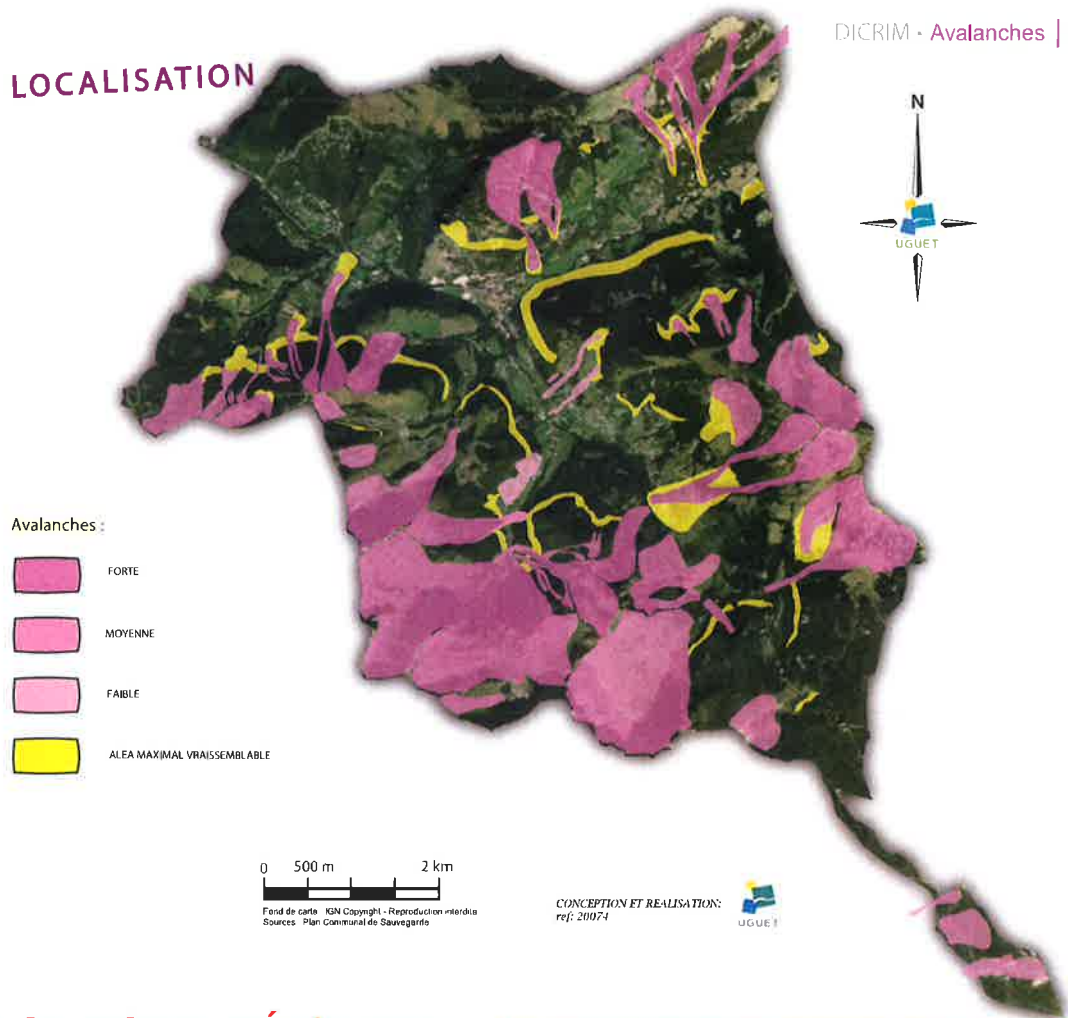 DICRIM • Avalanches |
LOCALISATION
N
UGUET
Avalanches :
FORTE
MOYENNE
FAIBLE
ALEA MAXIMAL VRAISSEMBLABLE
0 500 m 2 km
Fond de carte IGN Copyright - Reproduction interdite
Sources Plan Communal de Sauvegarde
CONCEPTION ET REALISATION:
ref: 20074
UGUET